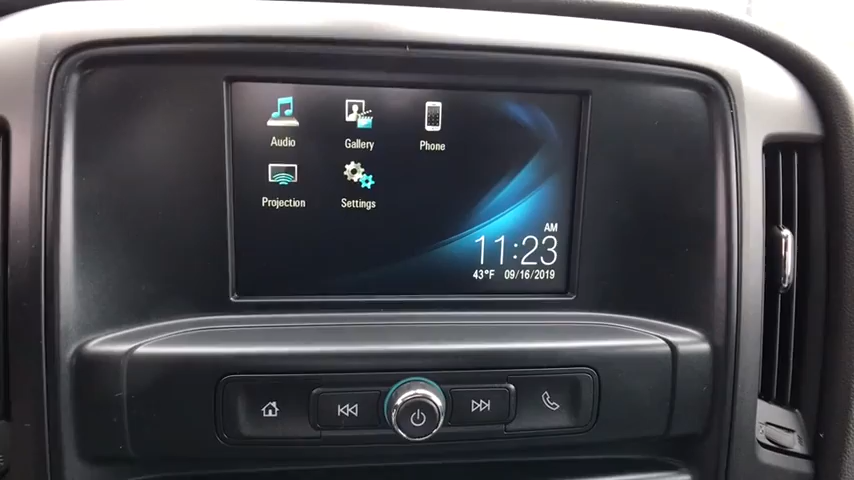 Audio
Gallery
Phone
Projection
Settings
AM
11:23
43°F 09/16/2019